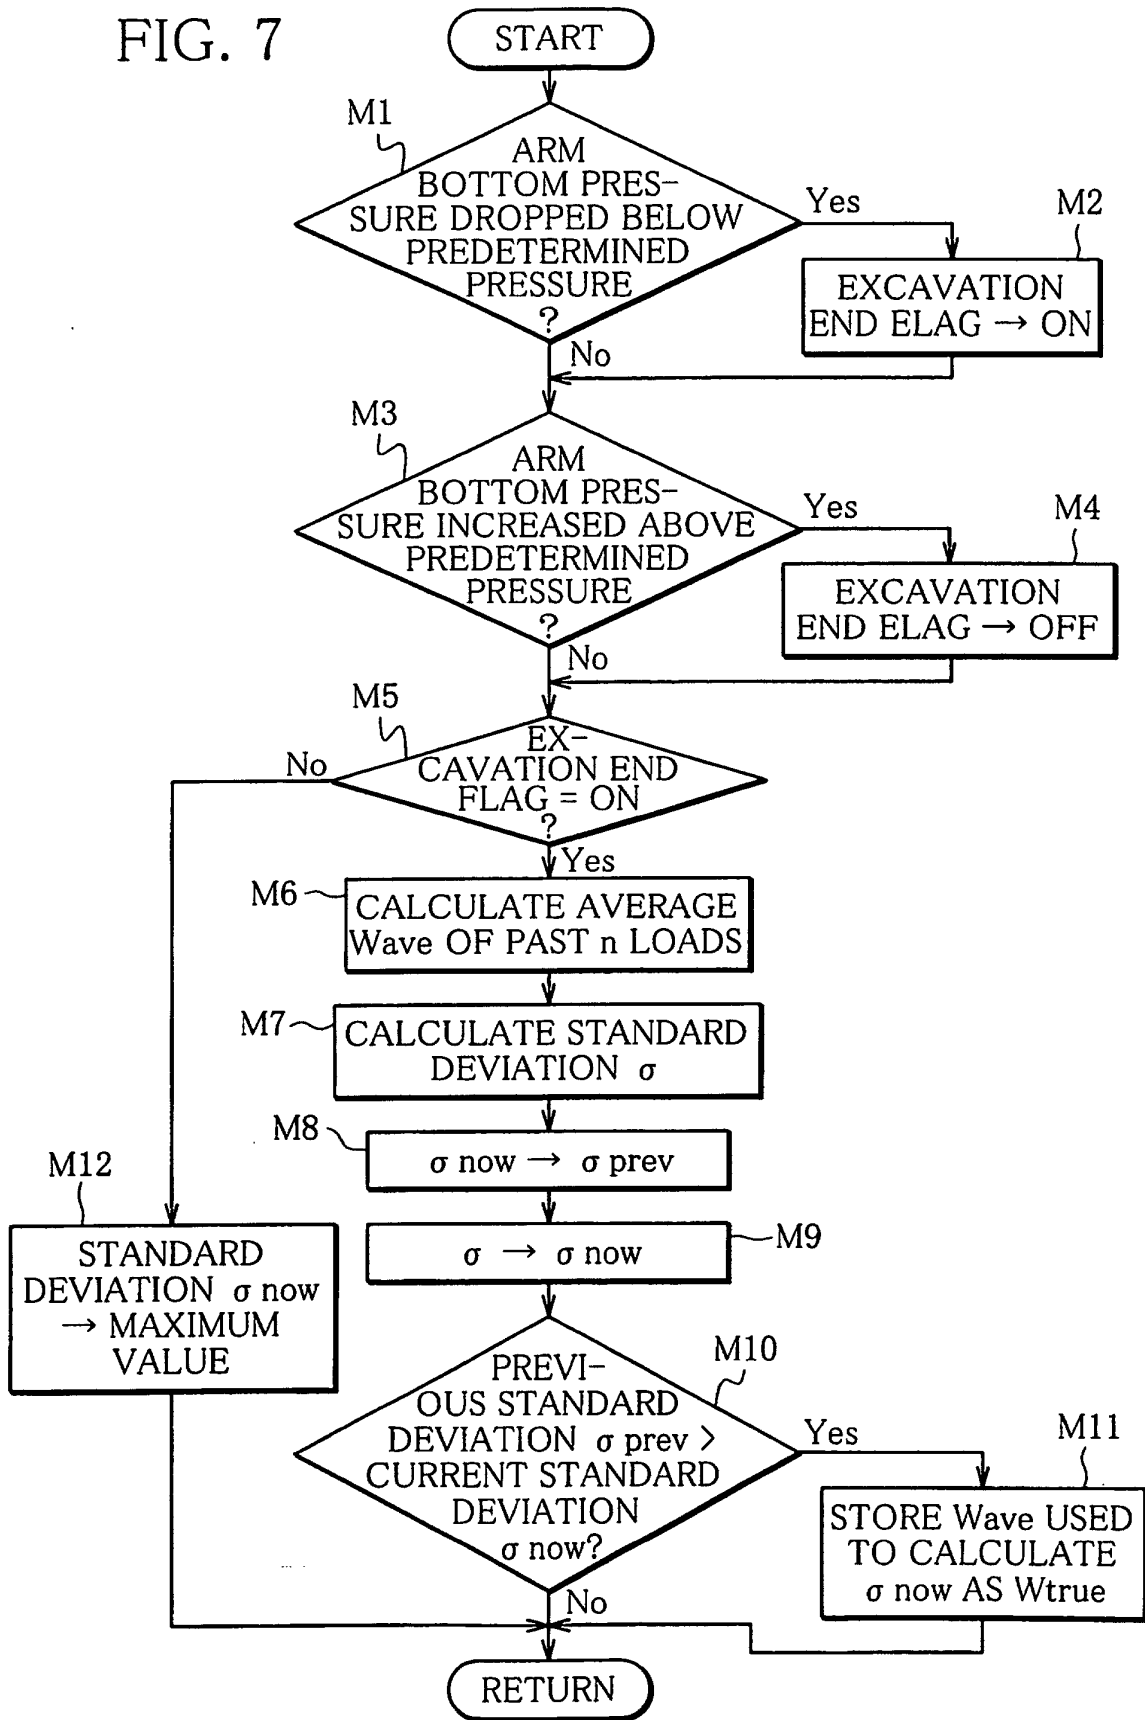 FIG. 7
START
M1
ARM
BOTTOM PRES-
SURE DROPPED BELOW
PREDETERMINED
PRESSURE
?
Yes
M2
EXCAVATION
END ELAG → ON
No
M3
ARM
BOTTOM PRES-
SURE INCREASED ABOVE
PREDETERMINED
PRESSURE
?
Yes
M4
EXCAVATION
END ELAG → OFF
No
M5
EX-
CAVATION END
FLAG = ON
?
No
Yes
M6
CALCULATE AVERAGE
Wave OF PAST n LOADS
M7
CALCULATE STANDARD
DEVIATION σ
M8
σ now → σ prev
M9
σ → σ now
M12
STANDARD
DEVIATION σ now
→ MAXIMUM
VALUE
M10
PREVI-
OUS STANDARD
DEVIATION σ prev >
CURRENT STANDARD
DEVIATION
σ now?
Yes
M11
STORE Wave USED
TO CALCULATE
σ now AS Wtrue
No
RETURN